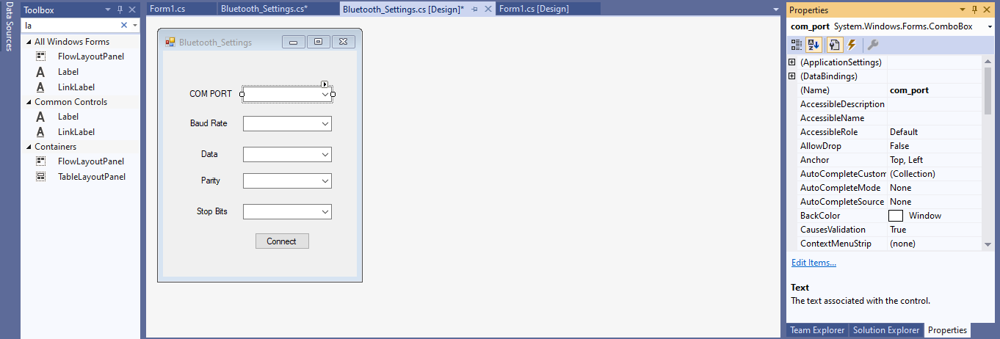 Data Sources
Toolbox
la
All Windows Forms
FlowLayoutPanel
Label
LinkLabel
Common Controls
Label
LinkLabel
Containers
FlowLayoutPanel
TableLayoutPanel
Form1.cs
Bluetooth_Settings.cs*
Bluetooth_Settings.cs [Design]*
Form1.cs [Design]
Bluetooth_Settings
COM PORT
Baud Rate
Data
Parity
Stop Bits
Connect
Properties
com_port System.Windows.Forms.ComboBox
(ApplicationSettings)
(DataBindings)
(Name) com_port
AccessibleDescription
AccessibleName
AccessibleRole Default
AllowDrop False
Anchor Top, Left
AutoCompleteCustom (Collection)
AutoCompleteMode None
AutoCompleteSource None
BackColor Window
CausesValidation True
ContextMenuStrip (none)
Edit Items...
Text
The text associated with the control.
Team Explorer Solution Explorer Properties